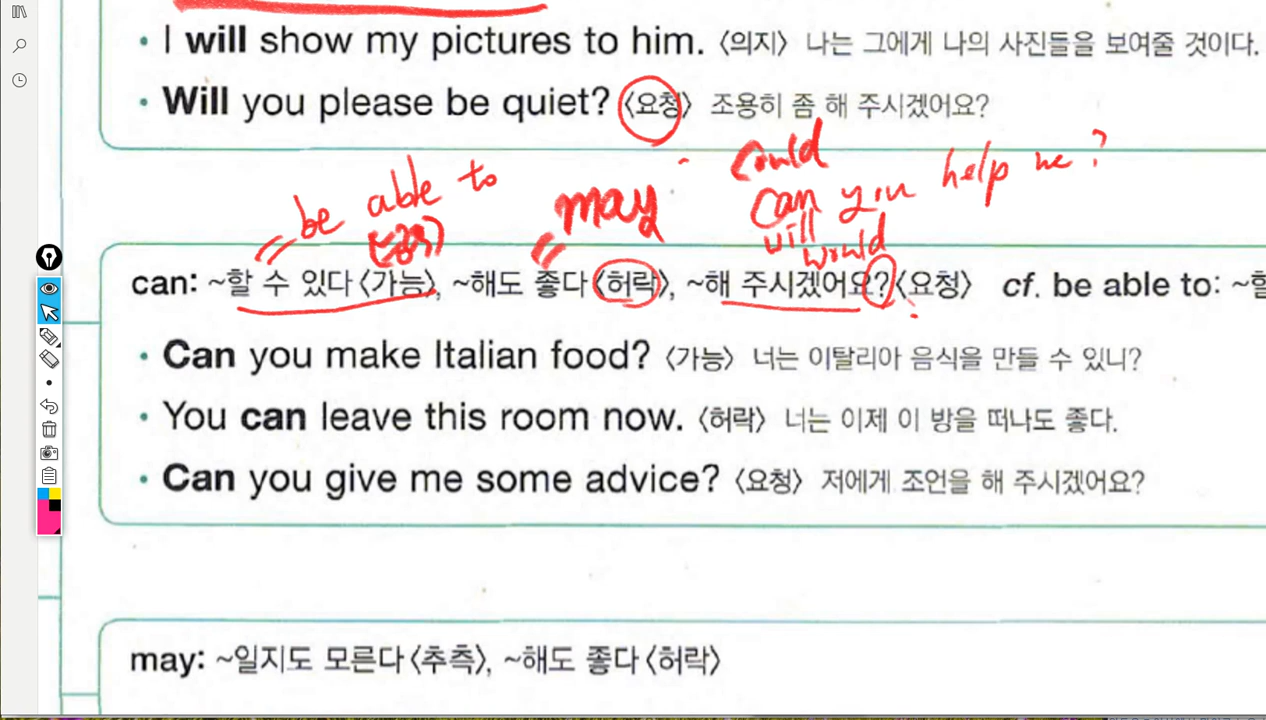 • I will show my pictures to him. 〈의지〉 나는 그에게 나의 사진들을 보여줄 것이다.
• Will you please be quiet? 〈요청〉 조용히 좀 해 주시겠어요?
could
be able to may can you help me?
will would
can: ~할 수 있다〈가능〉, ~해도 좋다〈허락〉, ~해 주시겠어요?〈요청〉 cf. be able to: ~할
• Can you make Italian food? 〈가능〉 너는 이탈리아 음식을 만들 수 있니?
• You can leave this room now. 〈허락〉 너는 이제 이 방을 떠나도 좋다.
• Can you give me some advice? 〈요청〉 저에게 조언을 해 주시겠어요?
may: ~일지도 모른다〈추측〉, ~해도 좋다〈허락〉